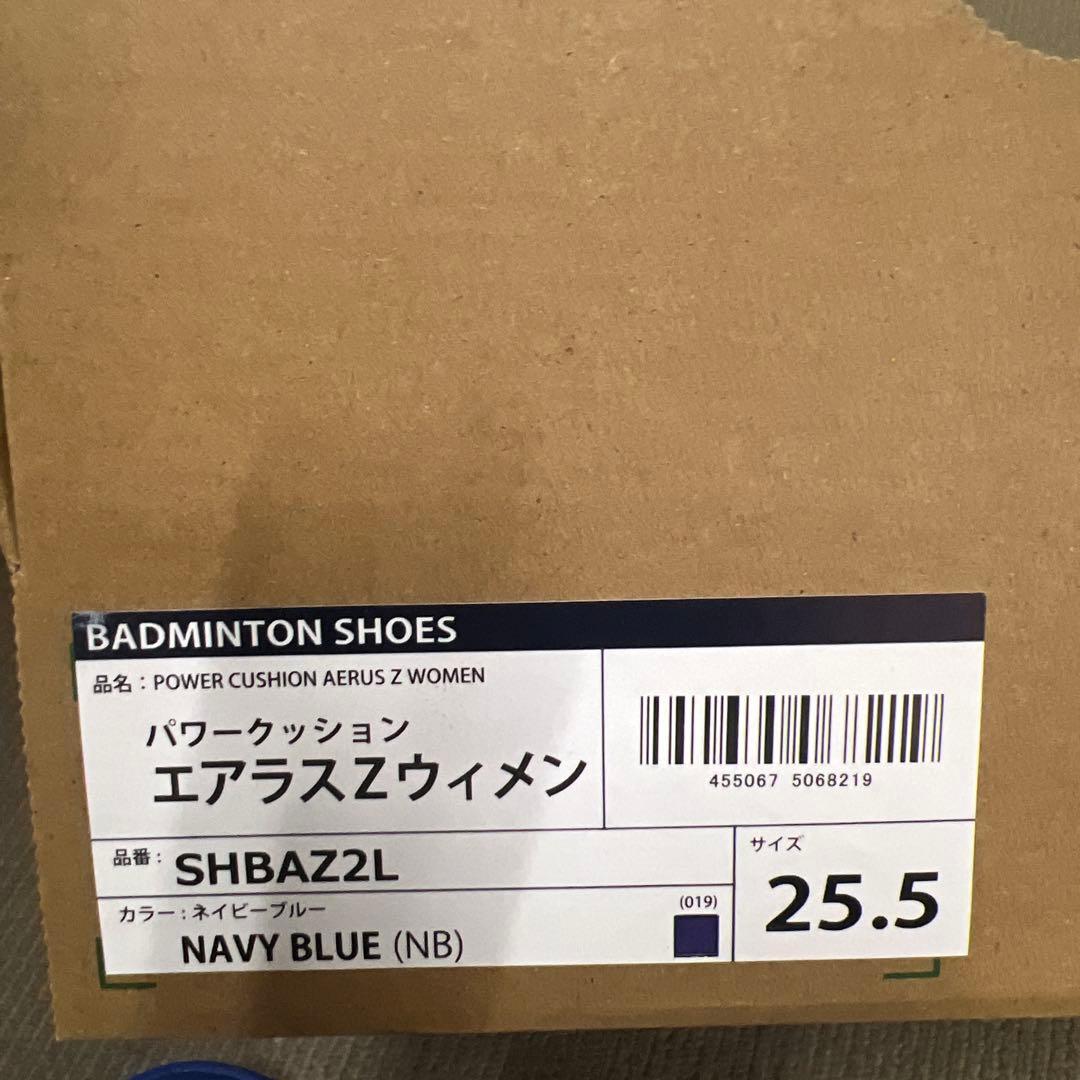 BADMINTON SHOES
品名:POWER CUSHION AERUS Z WOMEN
パワークッション
エアラスZウィメン
455067 5068219
品番: SHBAZ2L
カラー:ネイビーブルー
NAVY BLUE (NB)
(019)
サイズ
25.5